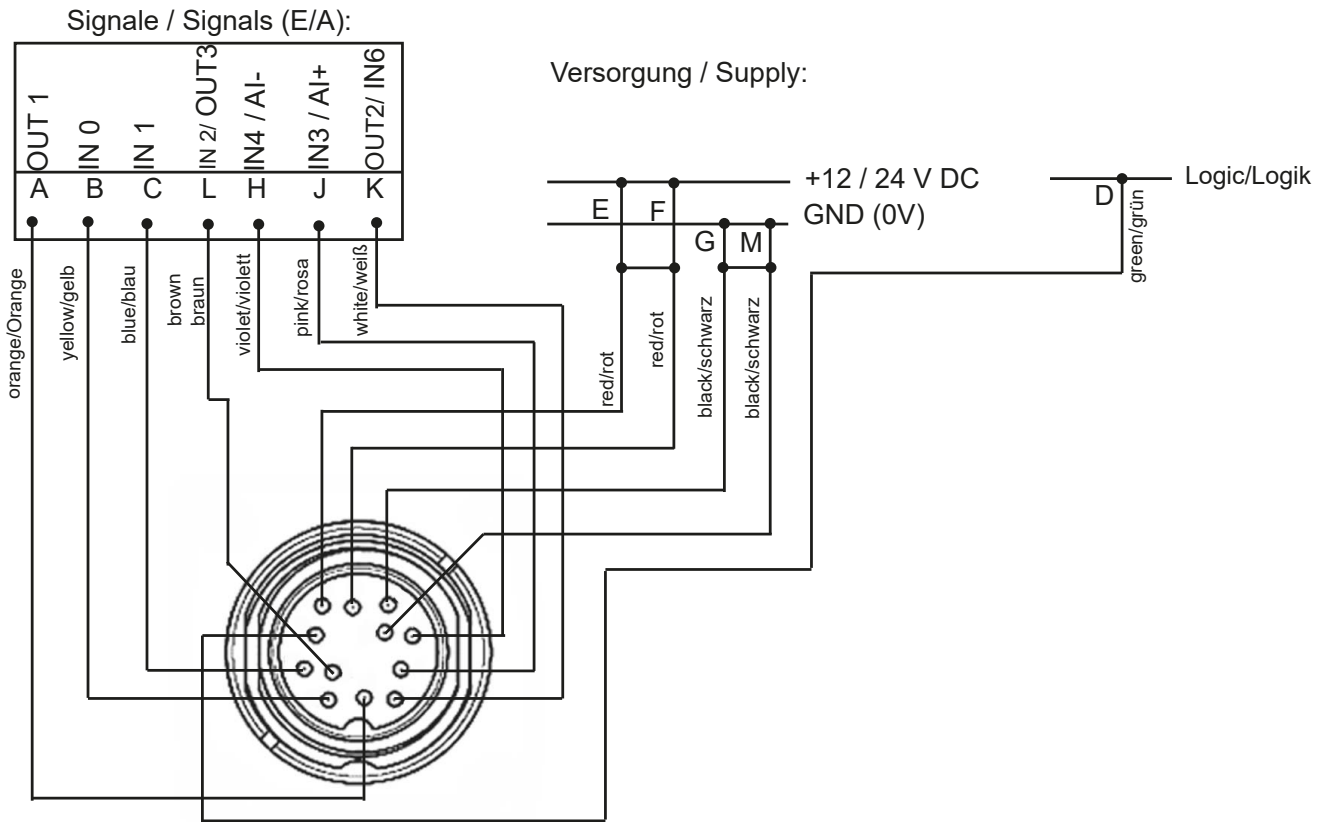 Signale / Signals (E/A):
OUT 1
IN 0
IN 1
IN 2/ OUT3
IN4 / AI-
IN3 / AI+
OUT2/ IN6
A B C L H J K
orange/Orange
yellow/gelb
blue/blau
brown
braun
violet/violett
pink/rosa
white/weiß
Versorgung / Supply:
+12 / 24 V DC
GND (0V)
E F
G M
red/rot
red/rot
black/schwarz
black/schwarz
Logic/Logik
D
green/grün